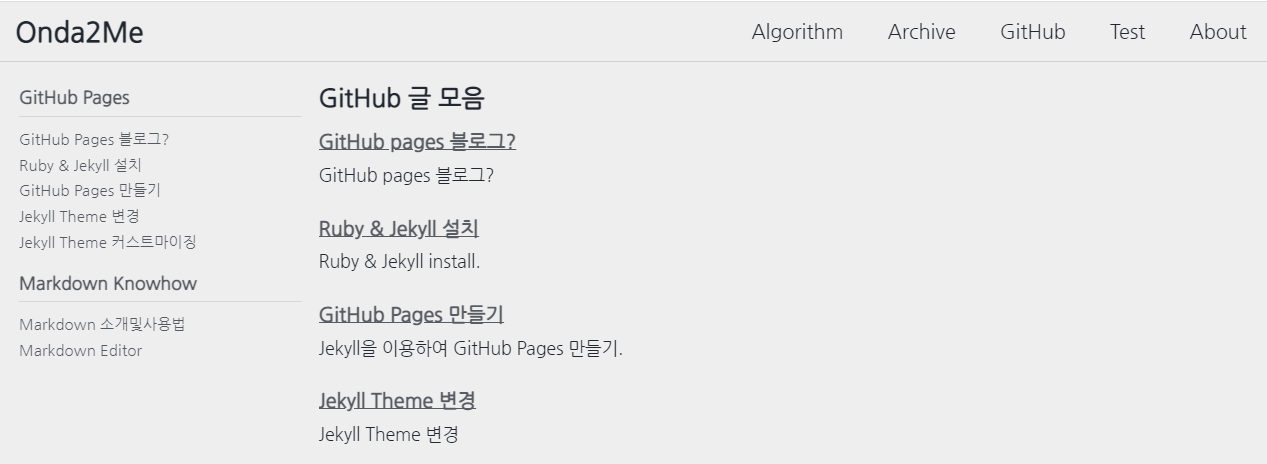 Onda2Me
Algorithm Archive GitHub Test About
GitHub Pages
GitHub Pages 블로그?
Ruby & Jekyll 설치
GitHub Pages 만들기
Jekyll Theme 변경
Jekyll Theme 커스트마이징
Markdown Knowhow
Markdown 소개및사용법
Markdown Editor
GitHub 글 모음
GitHub pages 블로그?
GitHub pages 블로그?
Ruby & Jekyll 설치
Ruby & Jekyll install.
GitHub Pages 만들기
Jekyll을 이용하여 GitHub Pages 만들기.
Jekyll Theme 변경
Jekyll Theme 변경